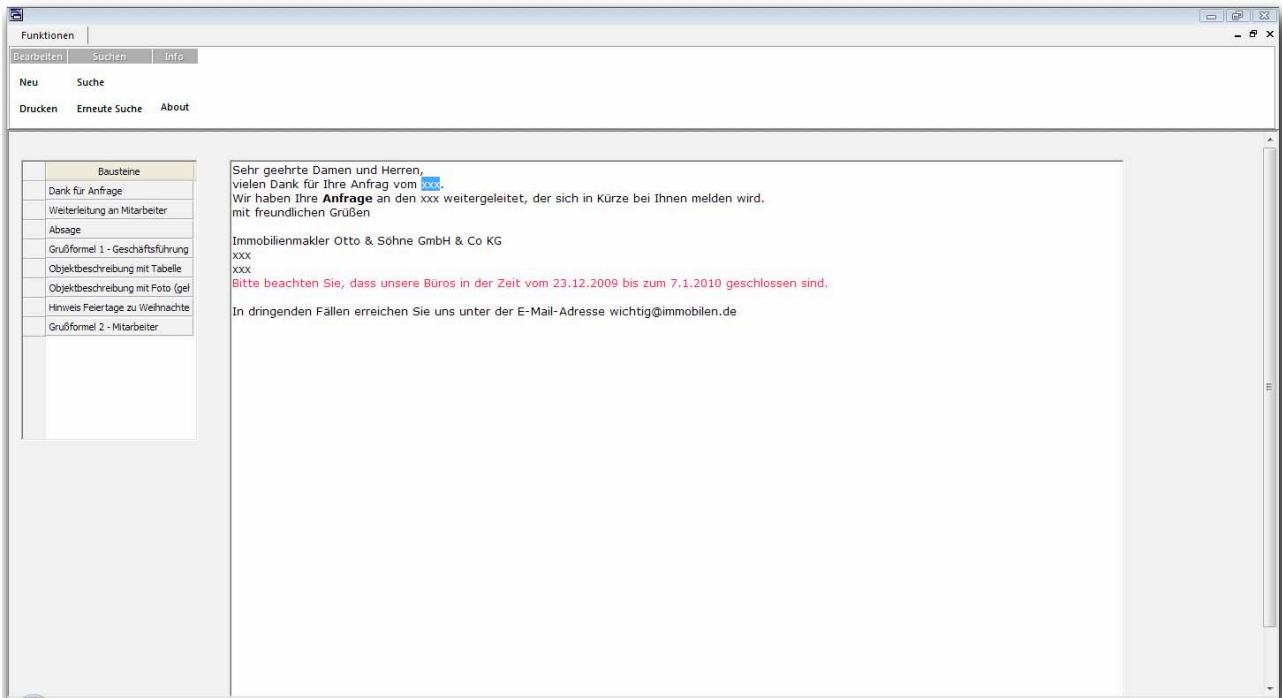 Funktionen
Bearbeiten Suchen Info
Neu Suche
Drucken Erneute Suche About
Bausteine
Dank für Anfrage
Weiterleitung an Mitarbeiter
Absage
Grußformel 1 - Geschäftsführung
Objektbeschreibung mit Tabelle
Objektbeschreibung mit Foto (gel
Hinweis Feiertage zu Weihnachte
Grußformel 2 - Mitarbeiter
Sehr geehrte Damen und Herren,
vielen Dank für Ihre Anfrag vom xxx.
Wir haben Ihre Anfrage an den xxx weitergeleitet, der sich in Kürze bei Ihnen melden wird.
mit freundlichen Grüßen
Immobilienmakler Otto & Söhne GmbH & Co KG
xxx
xxx
Bitte beachten Sie, dass unsere Büros in der Zeit vom 23.12.2009 bis zum 7.1.2010 geschlossen sind.
In dringenden Fällen erreichen Sie uns unter der E-Mail-Adresse wichtig@immobilen.de